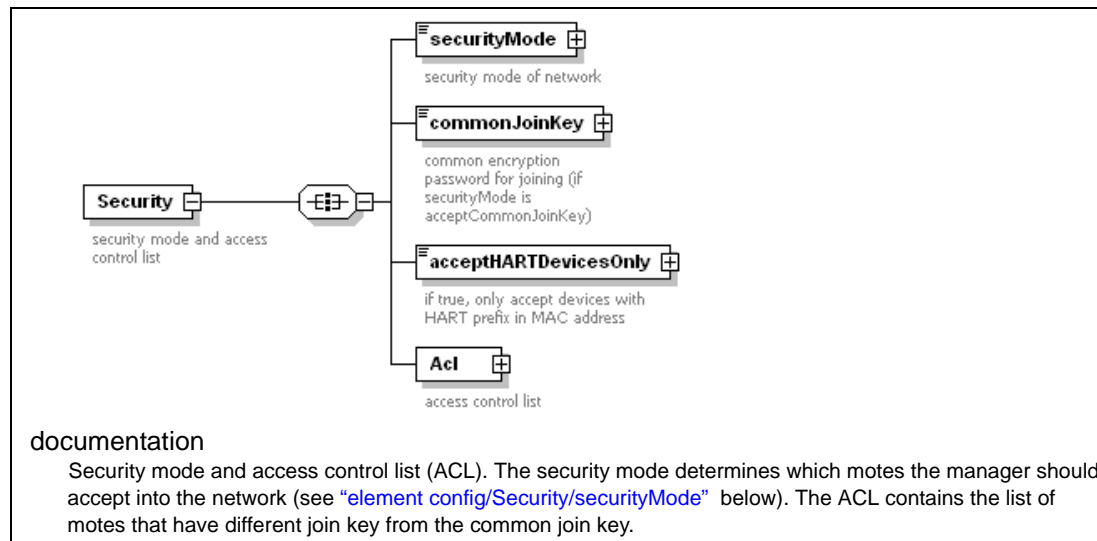 securityMode
security mode of network
commonJoinKey
common encryption
password for joining (if
securityMode is
acceptCommonJoinKey)
Security
security mode and access
control list
acceptHARTDevicesOnly
if true, only accept devices with
HART prefix in MAC address
Acl
access control list
documentation
Security mode and access control list (ACL). The security mode determines which motes the manager should
accept into the network (see “element config/Security/securityMode” below). The ACL contains the list of
motes that have different join key from the common join key.